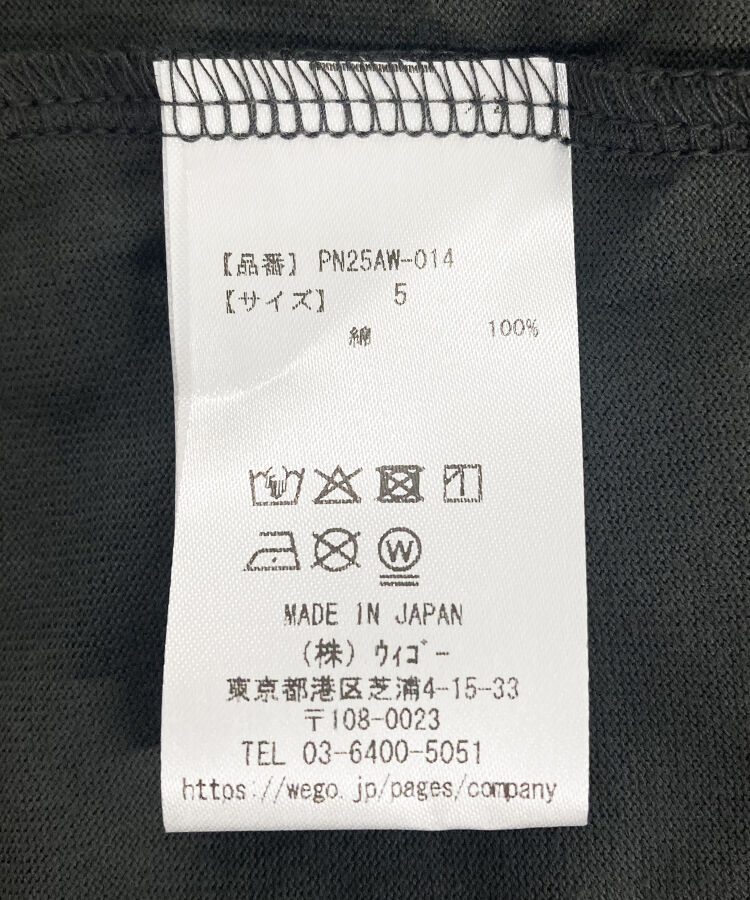 【品番】 PN25AW-014
【サイズ】 5
綿 100%
W
MADE IN JAPAN
(株) ウィゴー
東京都港区芝浦4-15-33
〒108-0023
TEL 03-6400-5051
https://wego.jp/pages/company